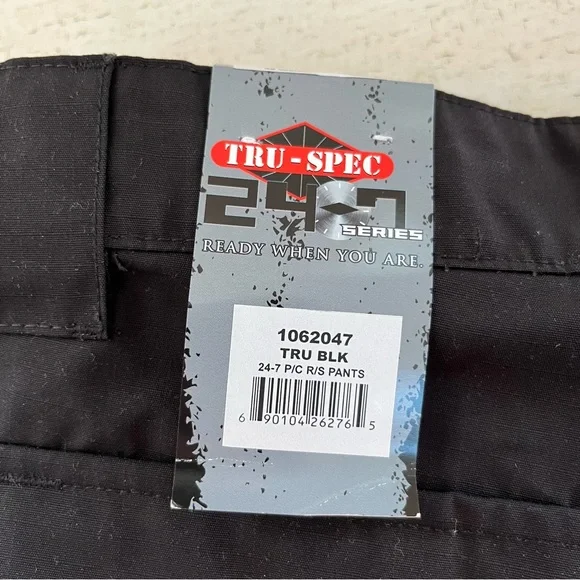 TRU-SPEC
24-7
SERIES
READY WHEN YOU ARE.
1062047
TRU BLK
24-7 P/C R/S PANTS
6 90104 26276 5